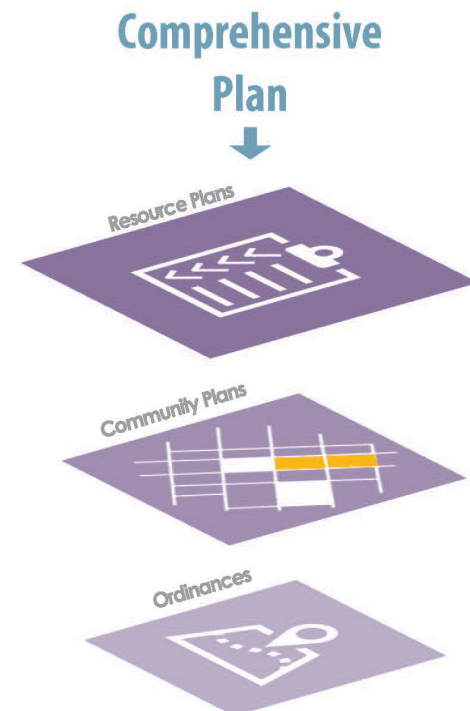 Comprehensive
Plan
Resource Plans
Community Plans
Ordinances